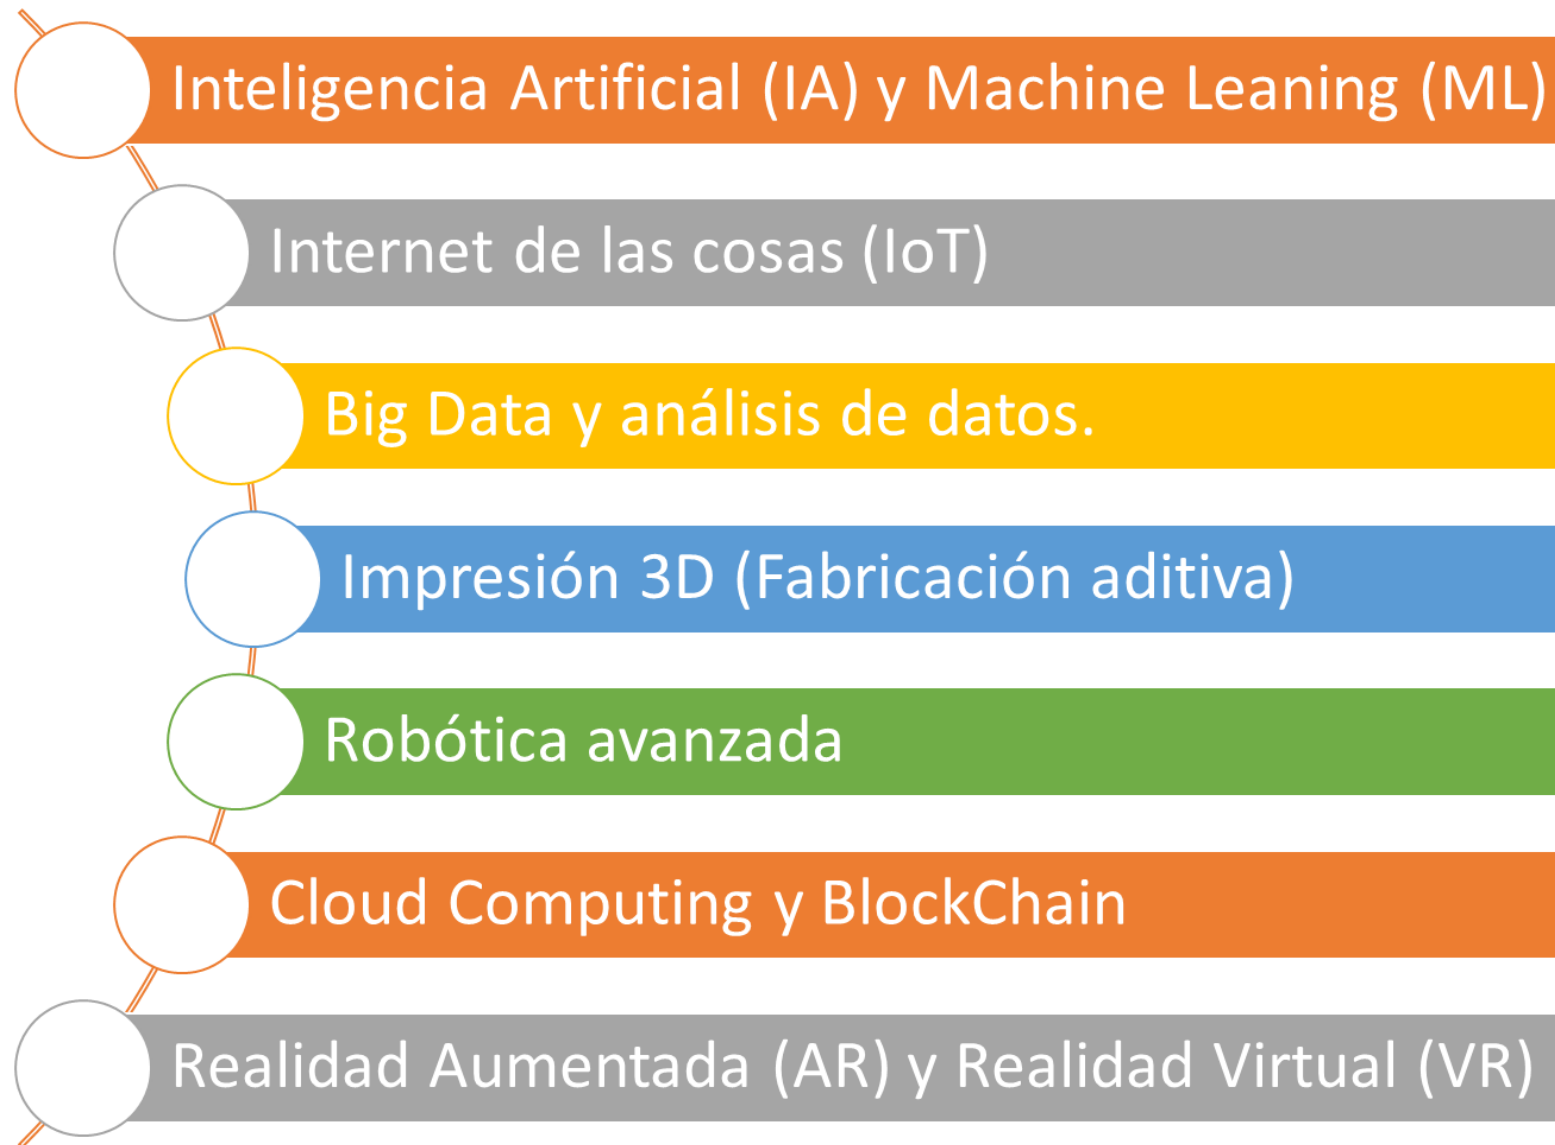 Inteligencia Artificial (IA) y Machine Leaning (ML)
Internet de las cosas (IoT)
Big Data y análisis de datos.
Impresión 3D (Fabricación aditiva)
Robótica avanzada
Cloud Computing y BlockChain
Realidad Aumentada (AR) y Realidad Virtual (VR)